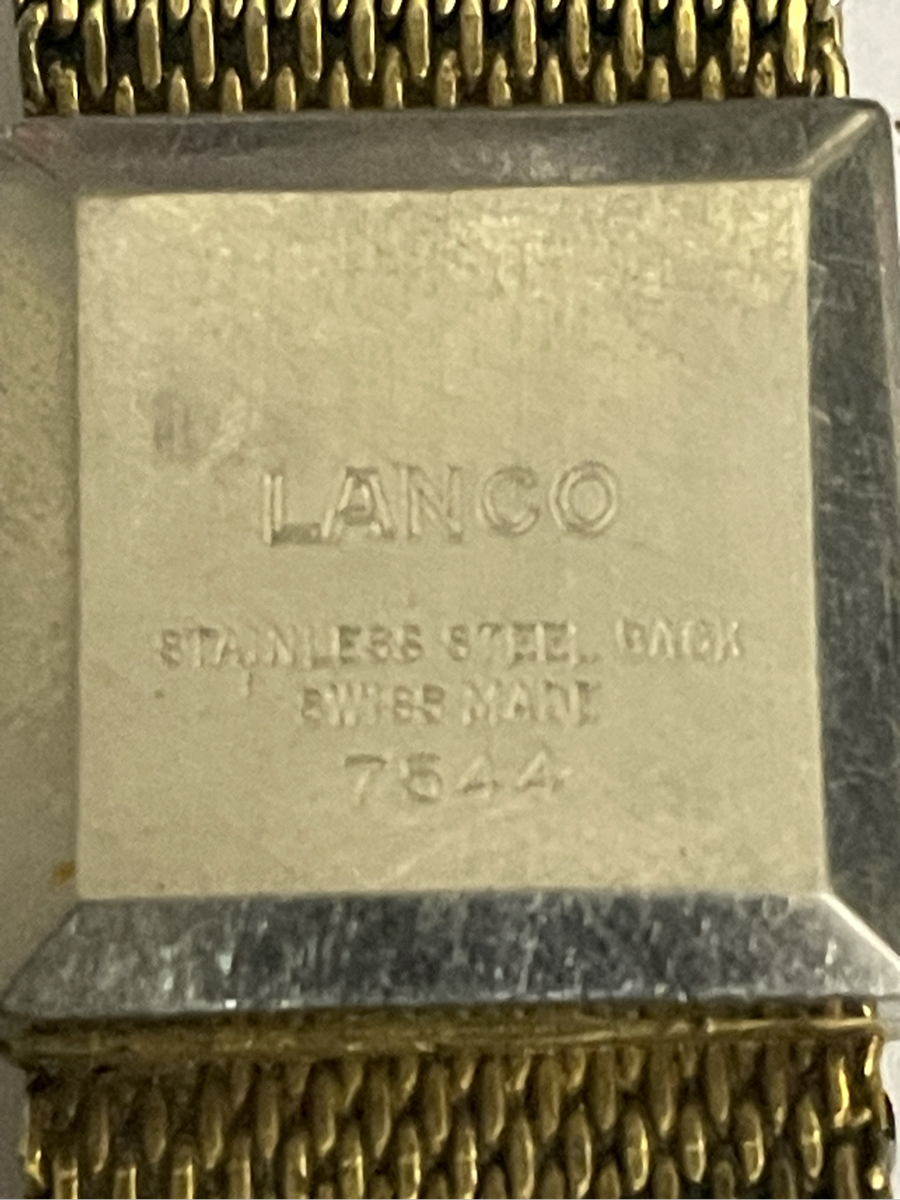 LANCO
STAINLESS STEEL BACK
SWISS MADE
7544